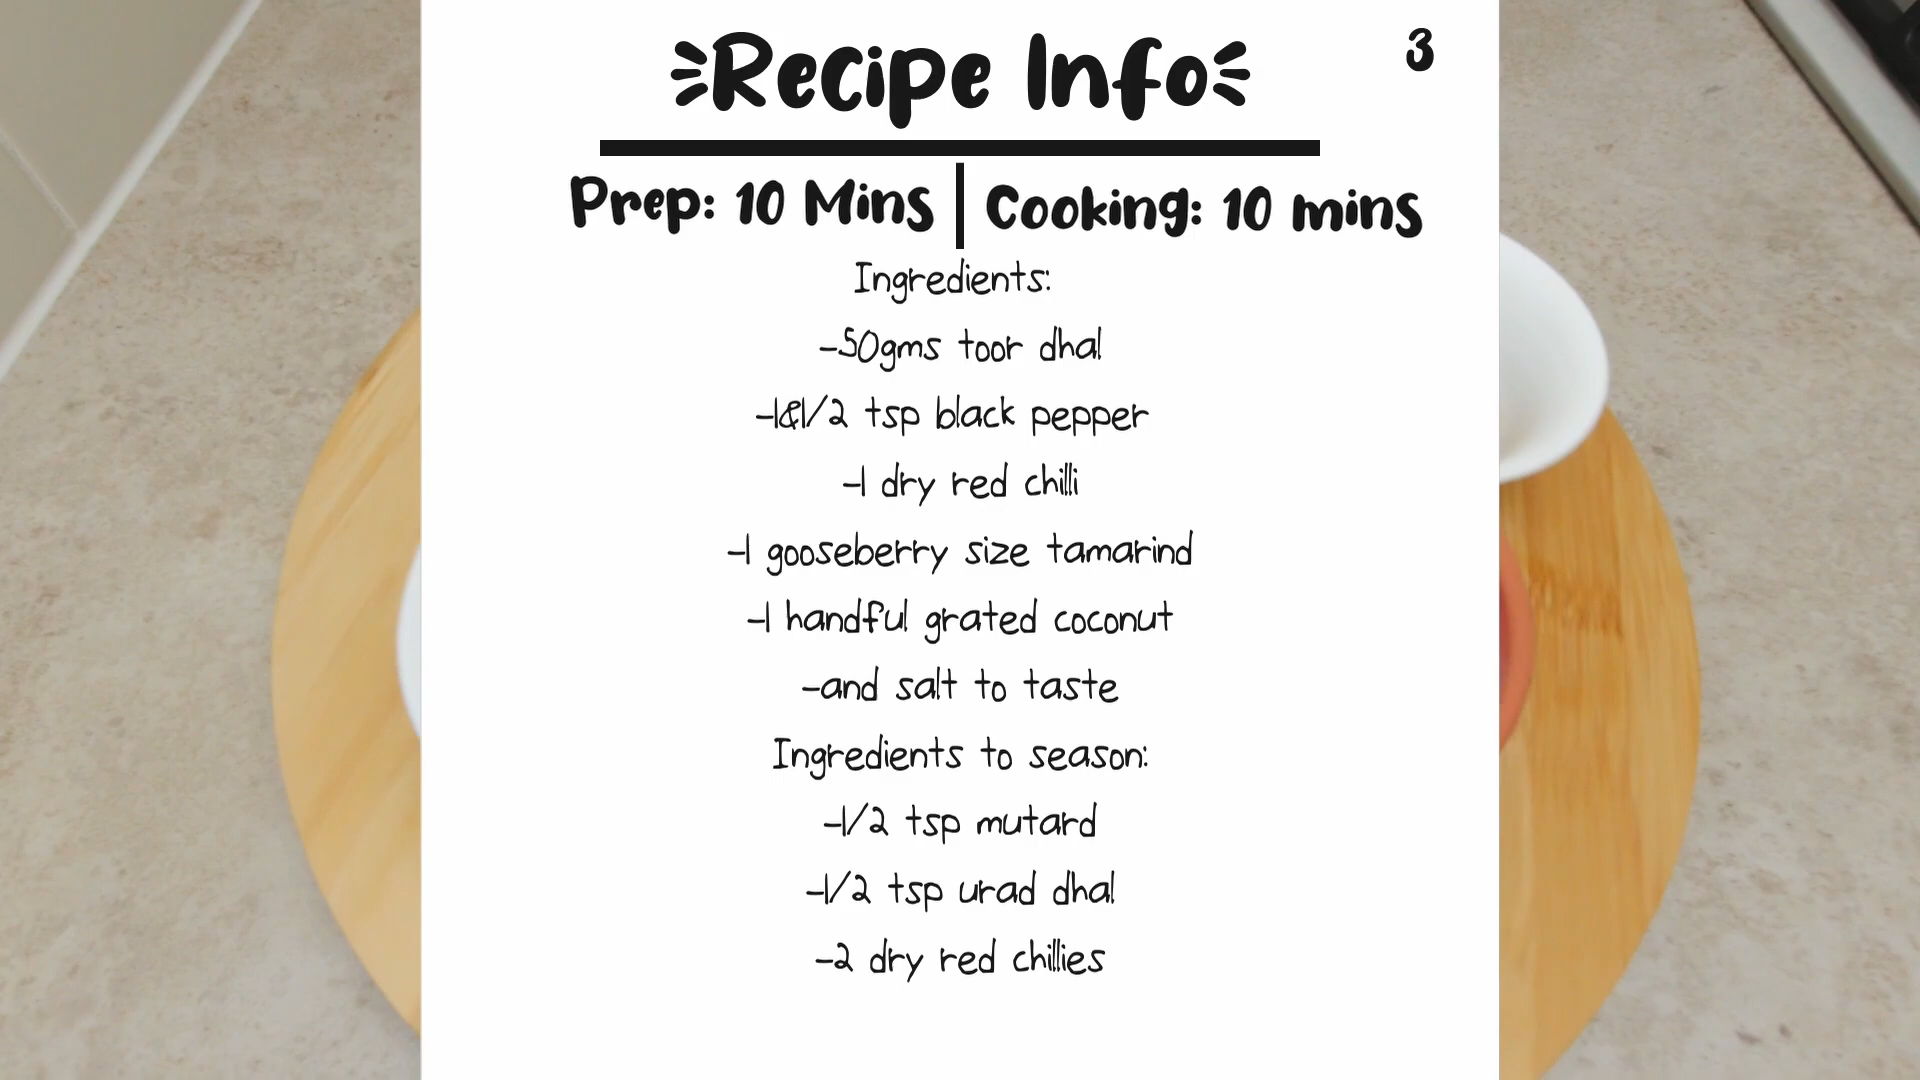 Recipe Info
3
Prep: 10 Mins | Cooking: 10 mins
Ingredients:
-50gms toor dhal
-1&1/2 tsp black pepper
-1 dry red chilli
-1 gooseberry size tamarind
-1 handful grated coconut
-and salt to taste
Ingredients to season:
-1/2 tsp mutard
-1/2 tsp urad dhal
-2 dry red chillies